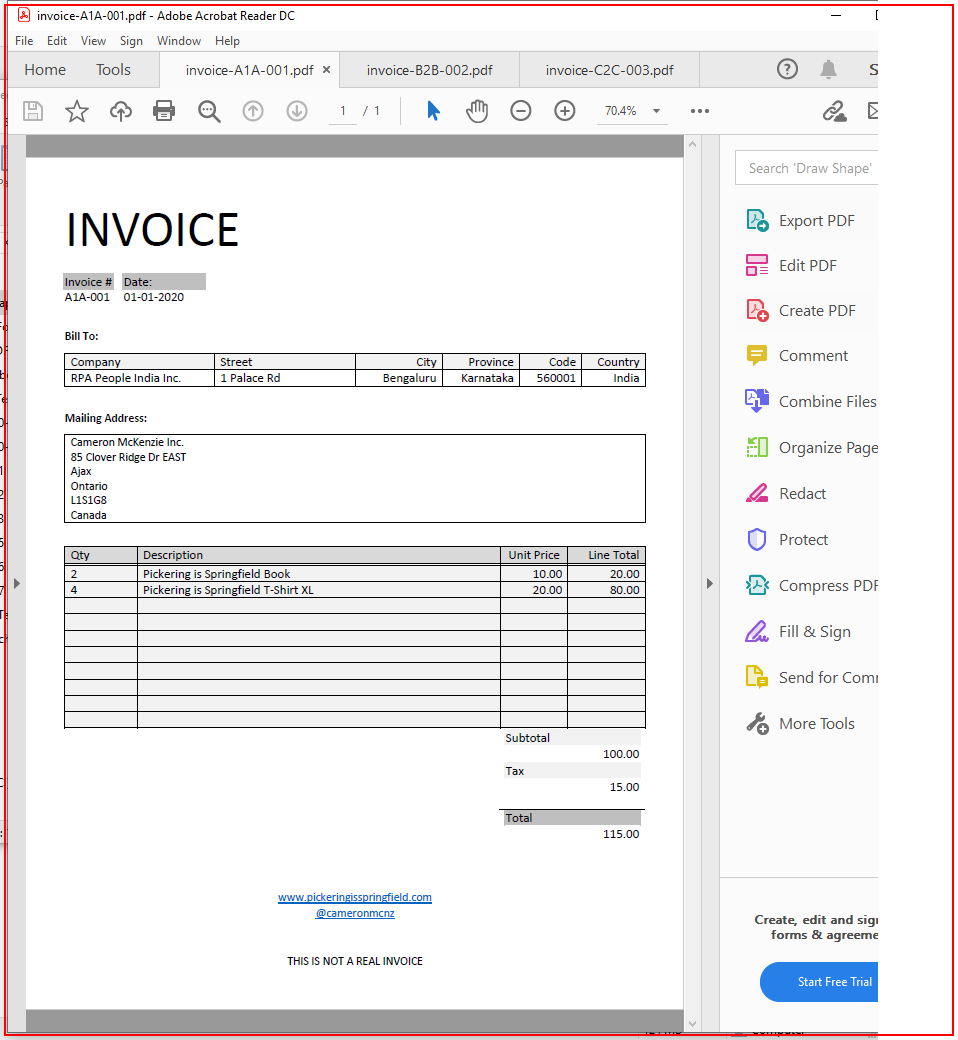 invoice-A1A-001.pdf - Adobe Acrobat Reader DC
File Edit View Sign Window Help
Home Tools invoice-A1A-001.pdf × invoice-B2B-002.pdf invoice-C2C-003.pdf
1 / 1 70.4%
Search 'Draw Shape'
Export PDF
Edit PDF
Create PDF
Comment
Combine Files
Organize Page
Redact
Protect
Compress PDF
Fill & Sign
Send for Com
More Tools
Create, edit and sig
forms & agreeme
Start Free Trial
INVOICE
Invoice # Date:
A1A-001 01-01-2020
Bill To:
Company Street City Province Code Country
RPA People India Inc. 1 Palace Rd Bengaluru Karnataka 560001 India
Mailing Address:
Cameron McKenzie Inc.
85 Clover Ridge Dr EAST
Ajax
Ontario
L1S1G8
Canada
Qty Description Unit Price Line Total
2 Pickering is Springfield Book 10.00 20.00
4 Pickering is Springfield T-Shirt XL 20.00 80.00
Subtotal
100.00
Tax
15.00
Total
115.00
www.pickeringisspringfield.com
@cameronmcnz
THIS IS NOT A REAL INVOICE